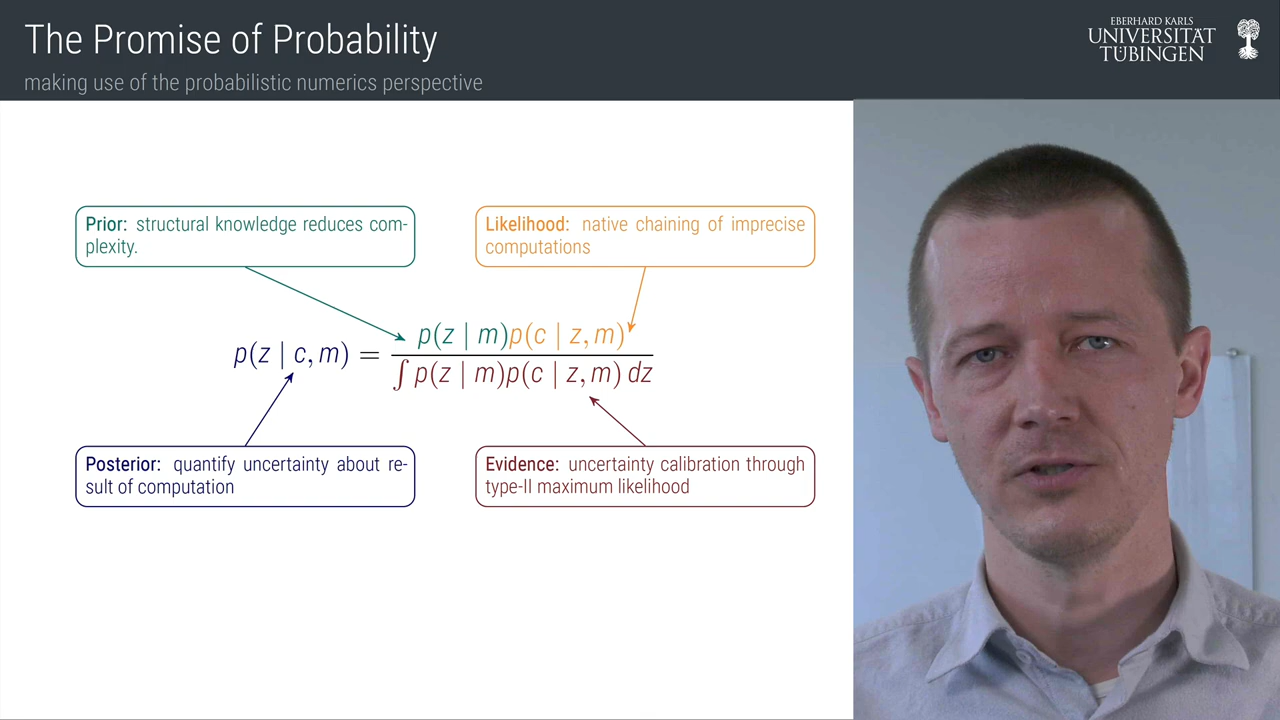 The Promise of Probability
making use of the probabilistic numerics perspective
EBERHARD KARLS
UNIVERSITÄT
TÜBINGEN
Prior: structural knowledge reduces com-
plexity.
Likelihood: native chaining of imprecise
computations
p(z | c, m) = p(z | m)p(c | z, m) / ∫ p(z | m)p(c | z, m) dz
Posterior: quantify uncertainty about re-
sult of computation
Evidence: uncertainty calibration through
type-II maximum likelihood